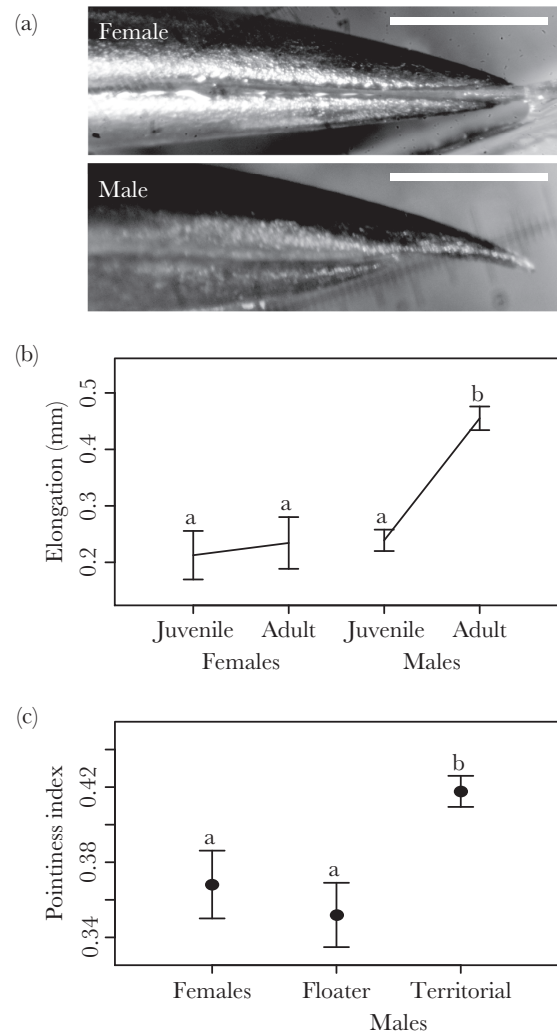 (a)
Female
Male
(b)
Elongation (mm)
0.5
0.4
0.3
0.2
a
a
a
b
Juvenile Adult Juvenile Adult
Females Males
(c)
Pointiness index
0.42
0.38
0.34
a
a
b
Females Floater Territorial
Males